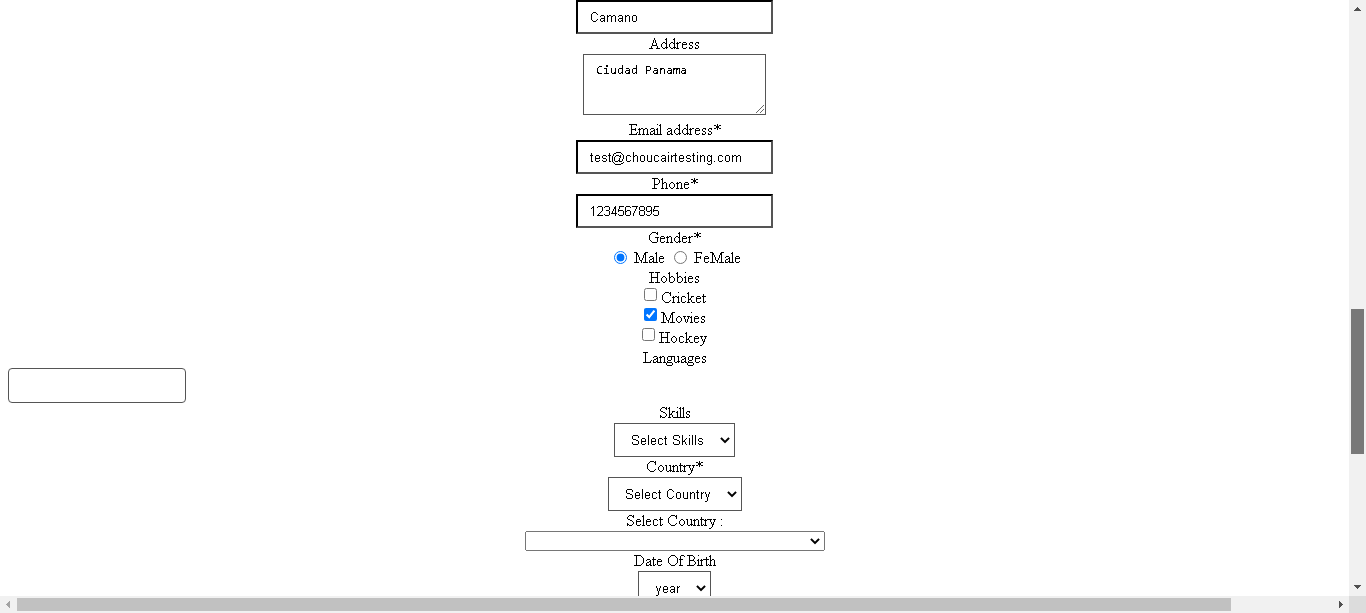 Camano
Address
Ciudad Panama
Email address*
test@choucairtesting.com
Phone*
1234567895
Gender*
Male FeMale
Hobbies
Cricket
Movies
Hockey
Languages
Skills
Select Skills
Country*
Select Country
Select Country :
Date Of Birth
year